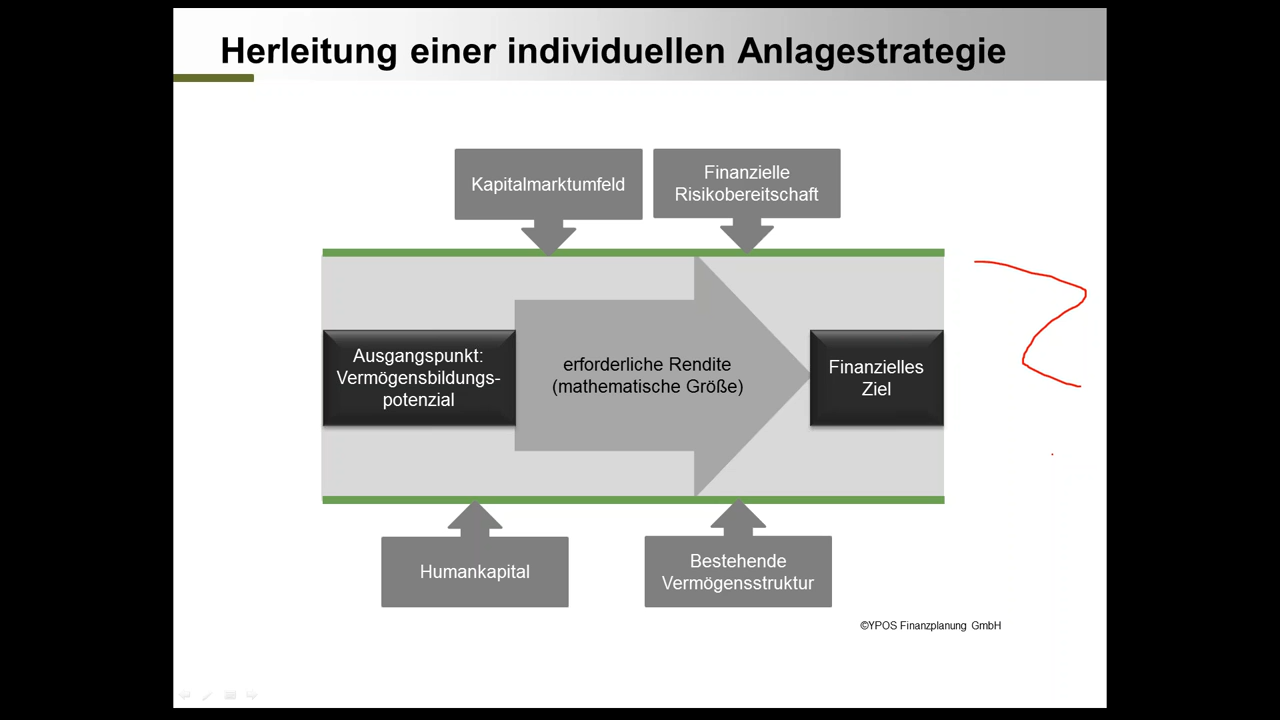 Herleitung einer individuellen Anlagestrategie
Kapitalmarktumfeld
Finanzielle
Risikobereitschaft
Ausgangspunkt:
Vermögensbildungs-
potenzial
erforderliche Rendite
(mathematische Größe)
Finanzielles
Ziel
Humankapital
Bestehende
Vermögensstruktur
©YPOS Finanzplanung GmbH